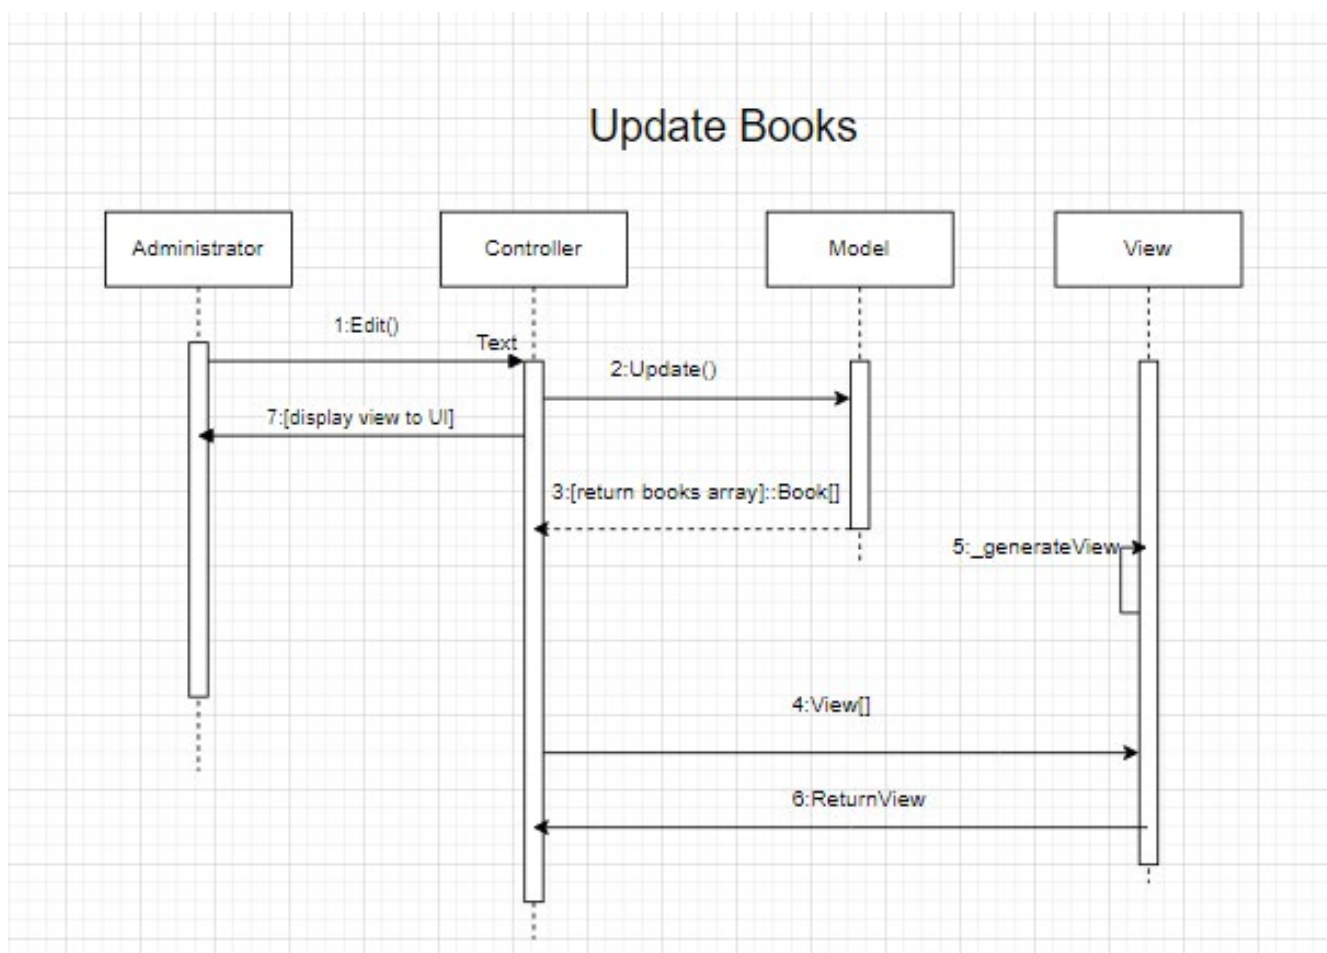 Update Books
Administrator
Controller
Model
View
1:Edit()
Text
2:Update()
7:[display view to UI]
3:[return books array]::Book[]
5:_generateView
4:View[]
6:ReturnView